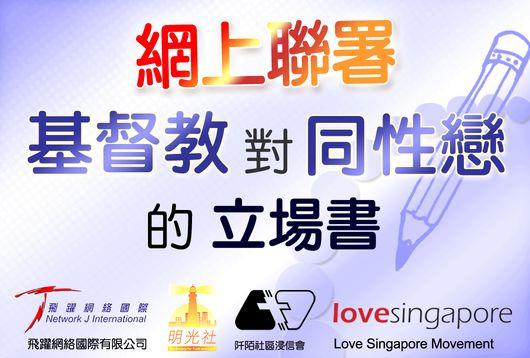 網上聯署
基督教 對 同性戀
的 立場書
飛躍網絡國際
Network J International
飛躍網絡國際有限公司
明光社
阡陌社區浸信會
lovesingapore
Love Singapore Movement